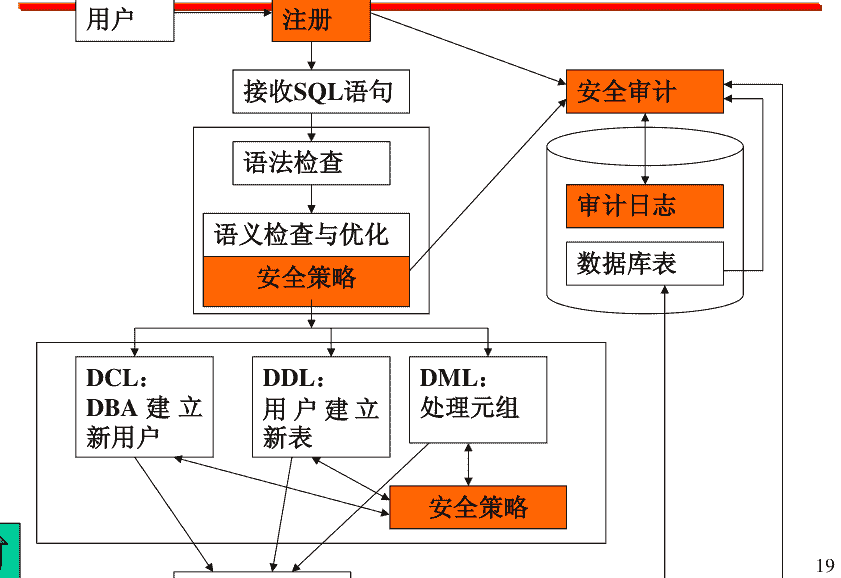 用户
注册
接收SQL语句
安全审计
语法检查
审计日志
语义检查与优化
数据库表
安全策略
DCL：
DBA 建 立
新用户
DDL：
用 户 建 立
新表
DML：
处理元组
安全策略
19